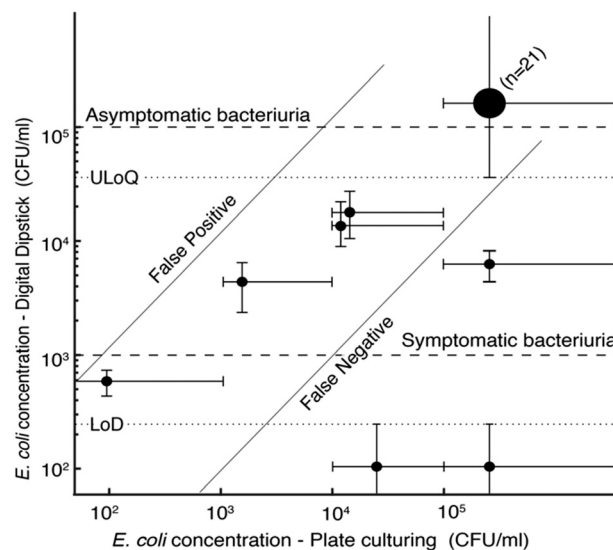 (n=21)
Asymptomatic bacteriuria
10⁵
ULoQ
False Positive
10⁴
Symptomatic bacteriuria
10³
False Negative
LoD
10²
E. coli concentration - Digital Dipstick (CFU/ml)
10² 10³ 10⁴ 10⁵
E. coli concentration - Plate culturing (CFU/ml)